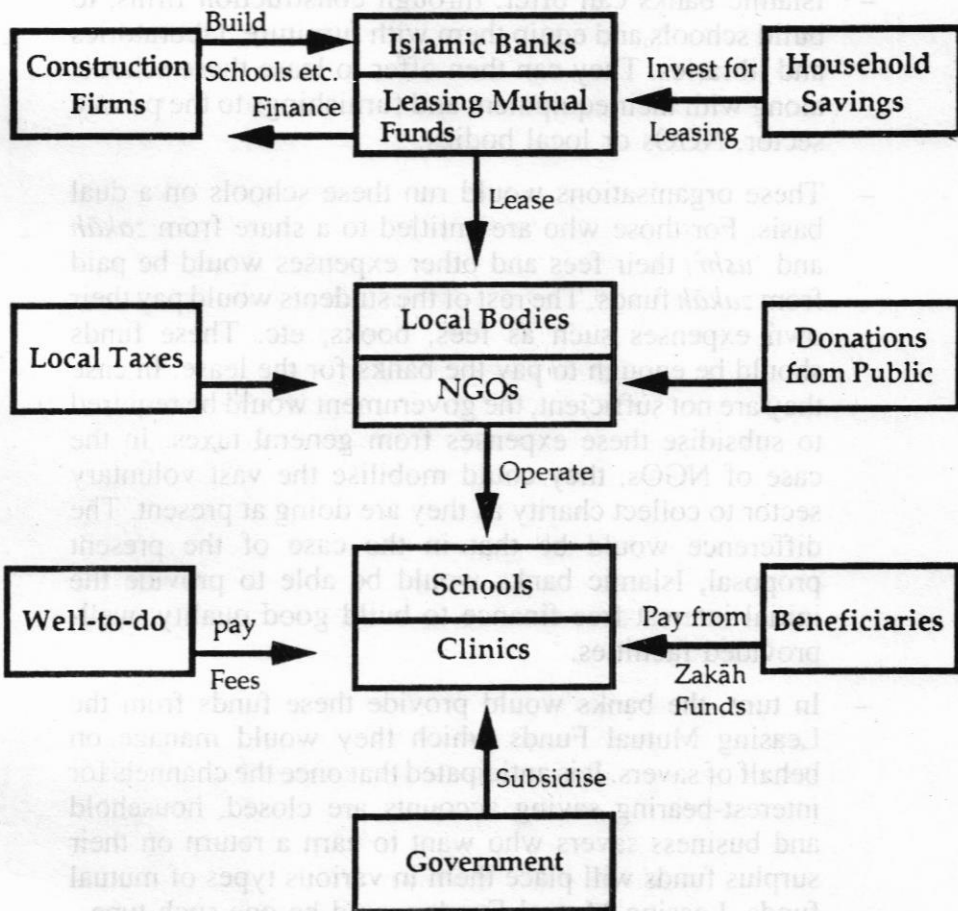 Build
Schools etc.
Finance
Construction
Firms
Islamic Banks
Leasing Mutual
Funds
Invest for
Leasing
Household
Savings
Lease
Local Taxes
Local Bodies
NGOs
Donations
from Public
Operate
Well-to-do
pay
Fees
Schools
Clinics
Pay from
Zakāh
Funds
Beneficiaries
Subsidise
Government